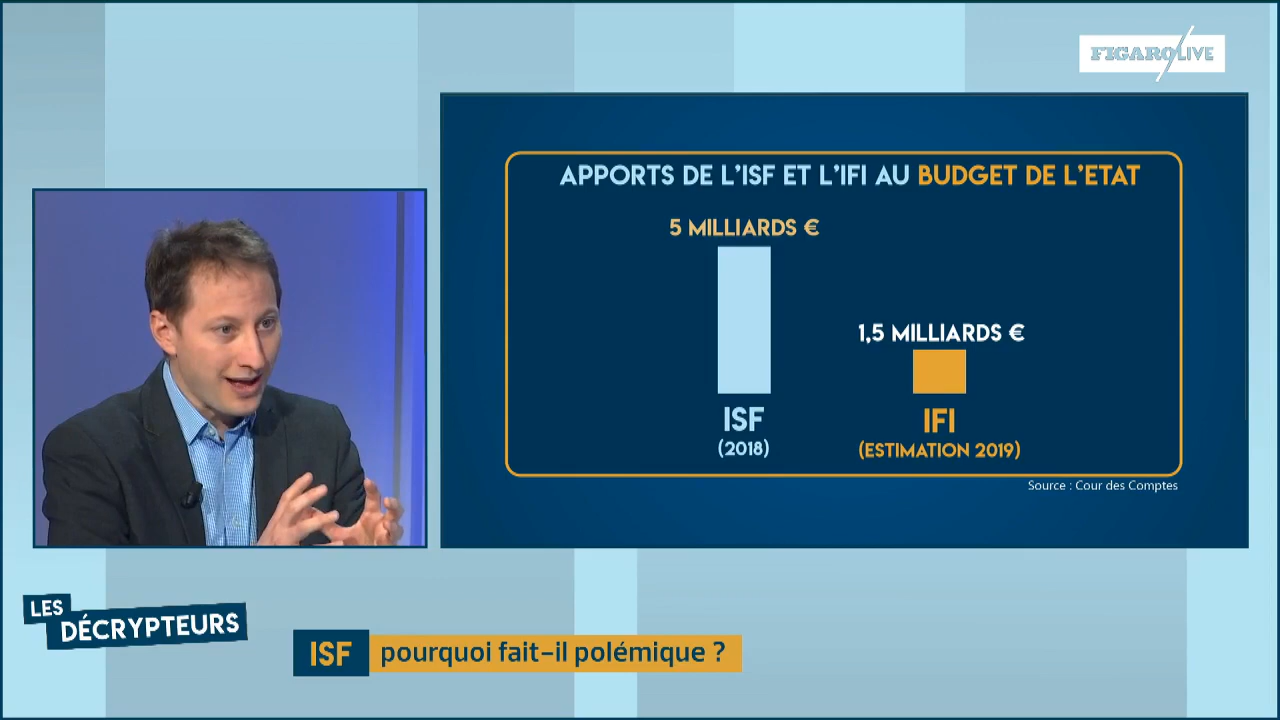 FIGARO LIVE
APPORTS DE L'ISF ET L'IFI AU BUDGET DE L'ETAT
5 MILLIARDS €
1,5 MILLIARDS €
ISF
(2018)
IFI
(ESTIMATION 2019)
Source : Cour des Comptes
LES
DÉCRYPTEURS
ISF pourquoi fait-il polémique ?